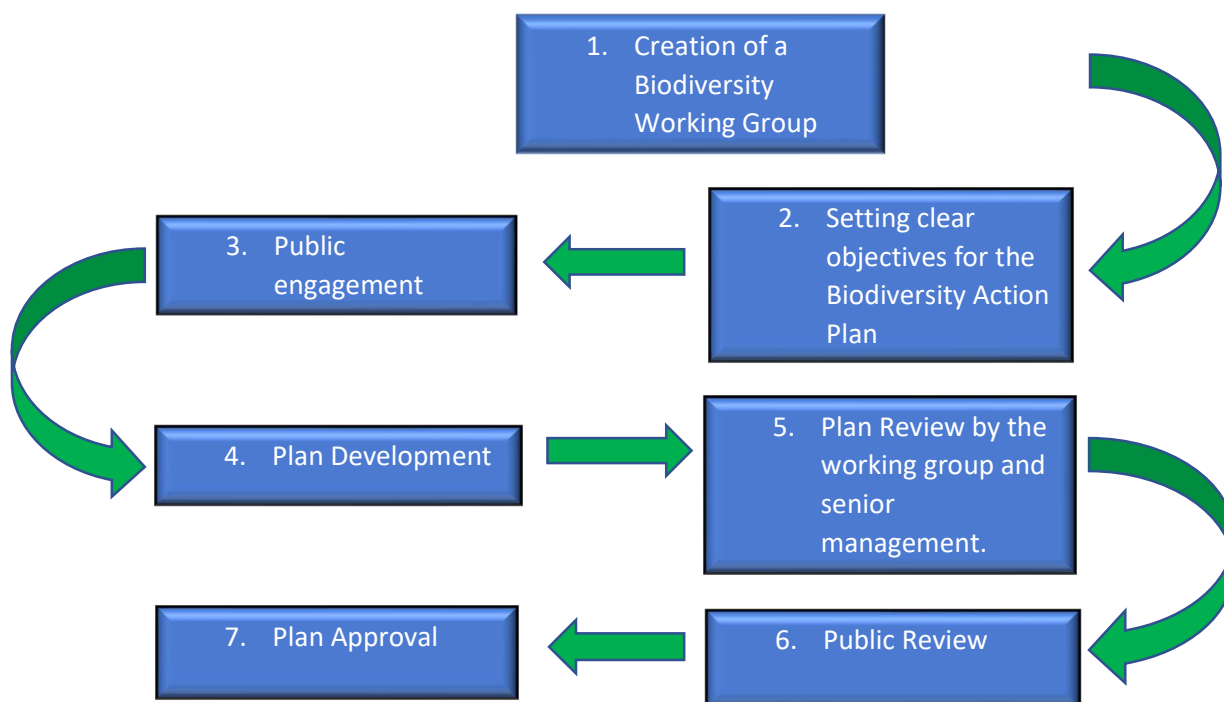 1. Creation of a
Biodiversity
Working Group
2. Setting clear
objectives for the
Biodiversity Action
Plan
3. Public
engagement
4. Plan Development
5. Plan Review by the
working group and
senior
management.
6. Public Review
7. Plan Approval